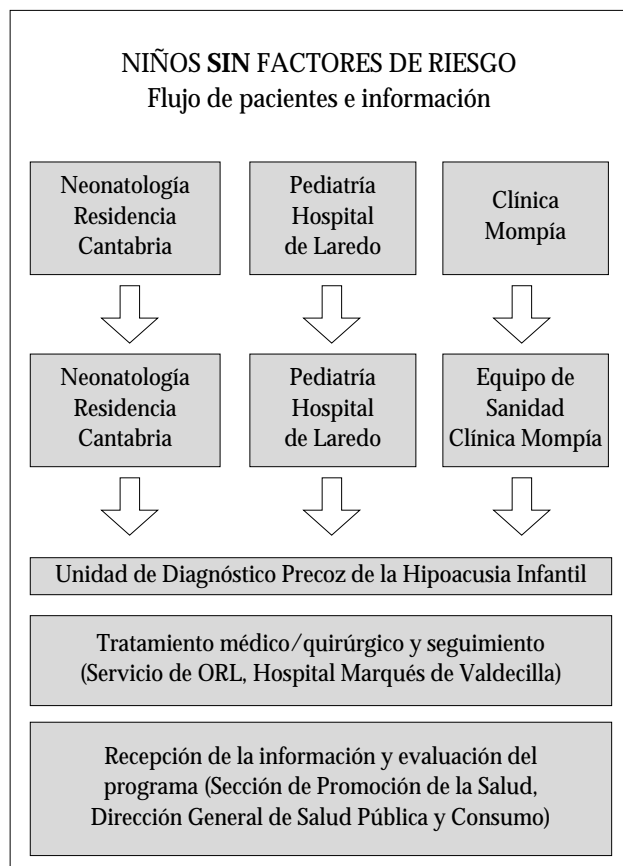 NIÑOS SIN FACTORES DE RIESGO
Flujo de pacientes e información
Neonatología
Residencia
Cantabria
Pediatría
Hospital
de Laredo
Clínica
Mompía
Neonatología
Residencia
Cantabria
Pediatría
Hospital
de Laredo
Equipo de
Sanidad
Clínica Mompía
Unidad de Diagnóstico Precoz de la Hipoacusia Infantil
Tratamiento médico/quirúrgico y seguimiento
(Servicio de ORL, Hospital Marqués de Valdecilla)
Recepción de la información y evaluación del
programa (Sección de Promoción de la Salud,
Dirección General de Salud Pública y Consumo)